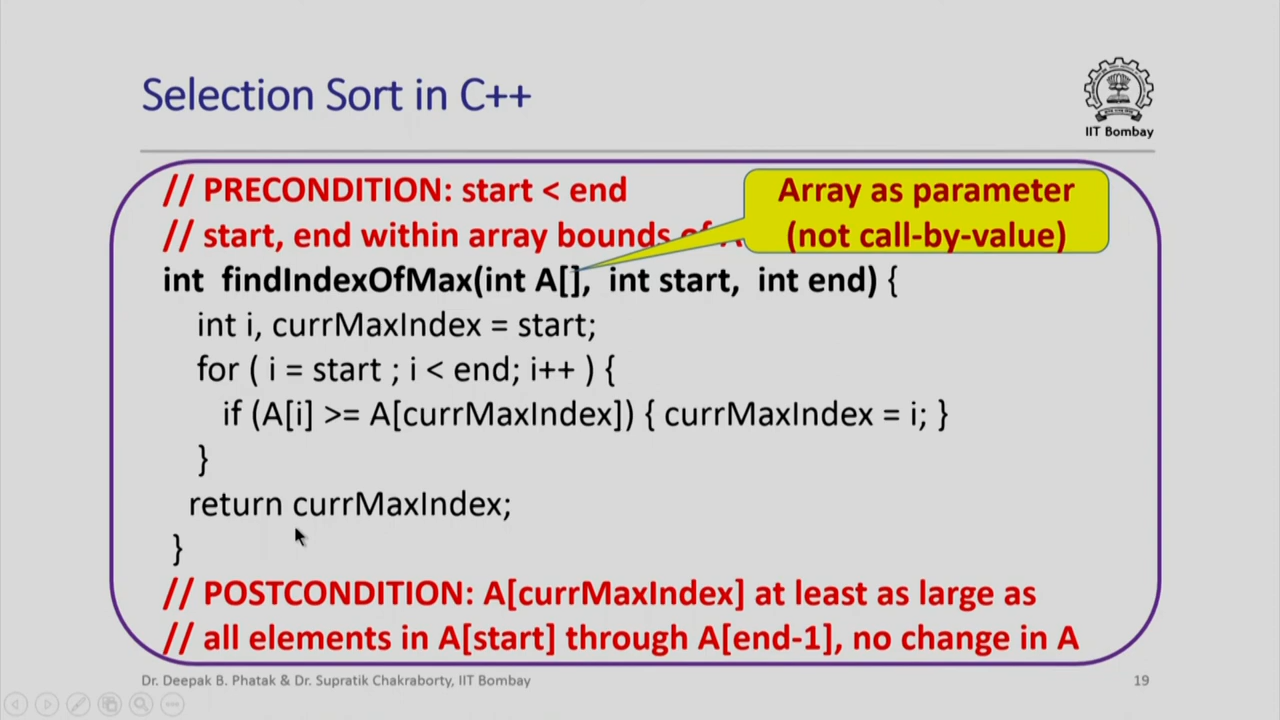 Selection Sort in C++
IIT Bombay
// PRECONDITION: start < end
// start, end within array bounds of A
Array as parameter
(not call-by-value)
int findIndexOfMax(int A[], int start, int end) {
int i, currMaxIndex = start;
for ( i = start ; i < end; i++ ) {
if (A[i] >= A[currMaxIndex]) { currMaxIndex = i; }
}
return currMaxIndex;
}
// POSTCONDITION: A[currMaxIndex] at least as large as
// all elements in A[start] through A[end-1], no change in A
Dr. Deepak B. Phatak & Dr. Supratik Chakraborty, IIT Bombay
19